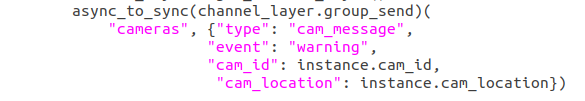 async_to_sync(channel_layer.group_send)(
"cameras", {"type": "cam_message",
"event": "warning",
"cam_id": instance.cam_id,
"cam_location": instance.cam_location})